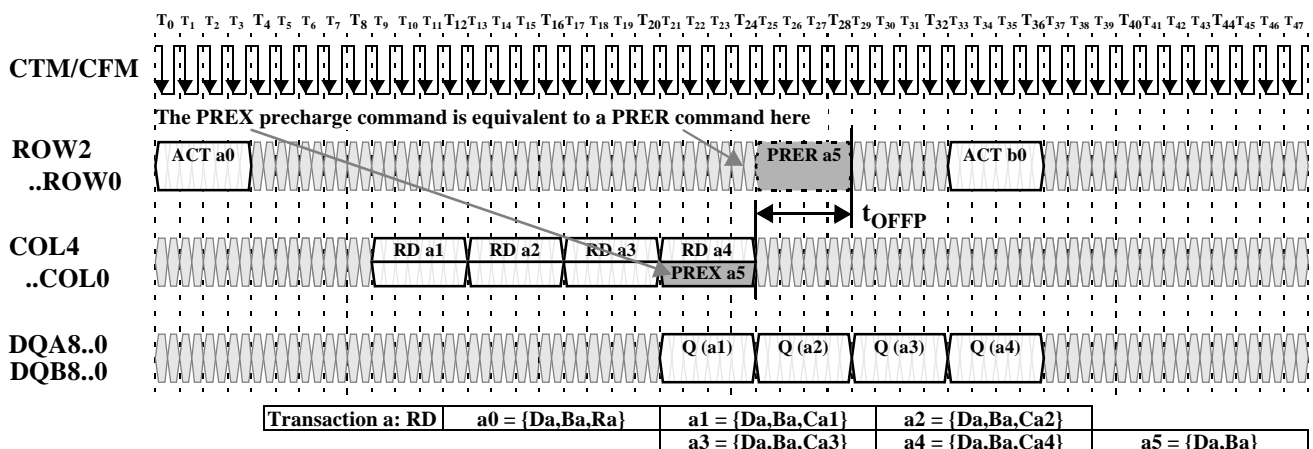 T0 T1 T2 T3 T4 T5 T6 T7 T8 T9 T10 T11 T12 T13 T14 T15 T16 T17 T18 T19 T20 T21 T22 T23 T24 T25 T26 T27 T28 T29 T30 T31 T32 T33 T34 T35 T36 T37 T38 T39 T40 T41 T42 T43 T44 T45 T46 T47
CTM/CFM
The PREX precharge command is equivalent to a PRER command here
ROW2
..ROW0
ACT a0 PRER a5 ACT b0
tOFFP
COL4
..COL0
RD a1 RD a2 RD a3 RD a4
PREX a5
DQA8..0
DQB8..0
Q (a1) Q (a2) Q (a3) Q (a4)
Transaction a: RD a0 = {Da,Ba,Ra} a1 = {Da,Ba,Ca1} a2 = {Da,Ba,Ca2}
a3 = {Da,Ba,Ca3} a4 = {Da,Ba,Ca4} a5 = {Da,Ba}